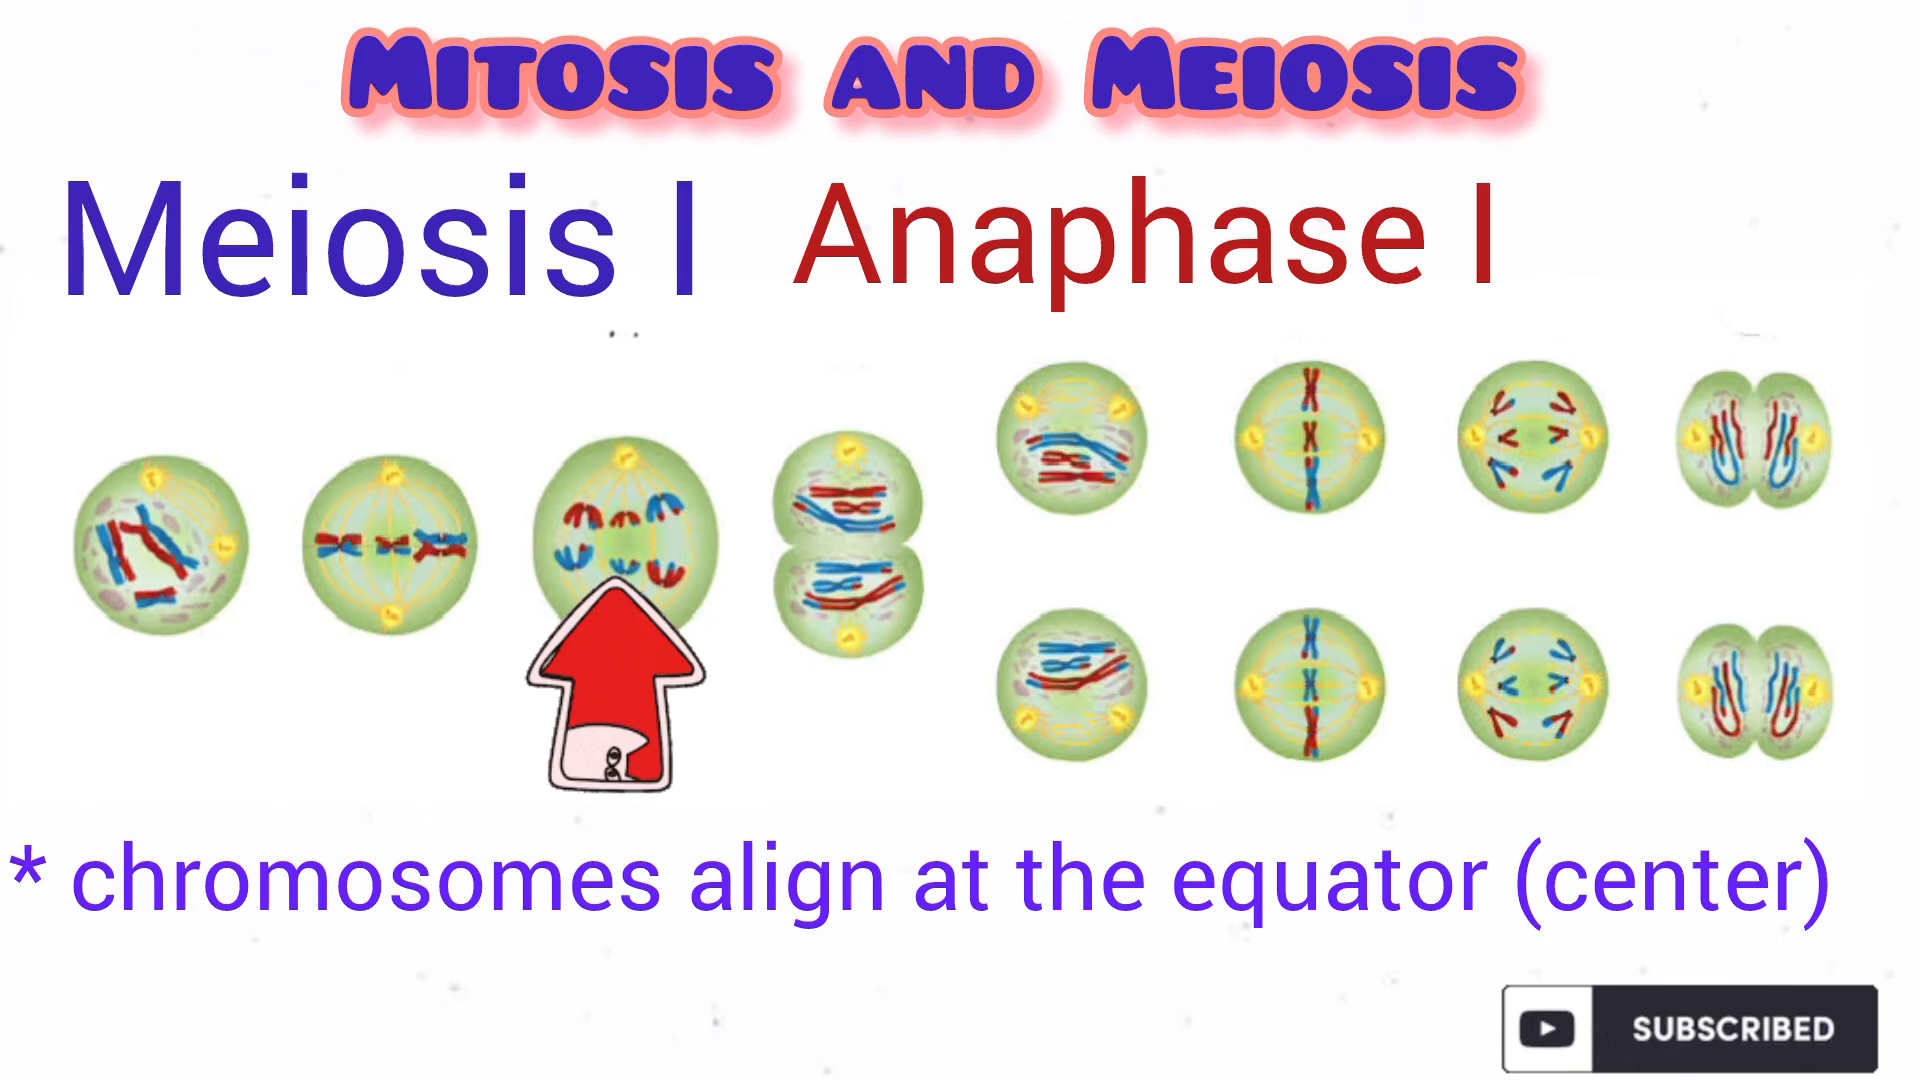 MITOSIS AND MEIOSIS
Meiosis I Anaphase I
* chromosomes align at the equator (center)
SUBSCRIBED